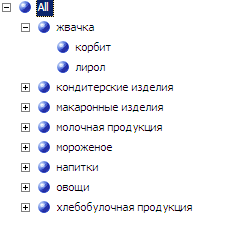 All
жвачка
корбит
лирол
кондитерские изделия
макаронные изделия
молочная продукция
мороженое
напитки
овощи
хлебобулочная продукция